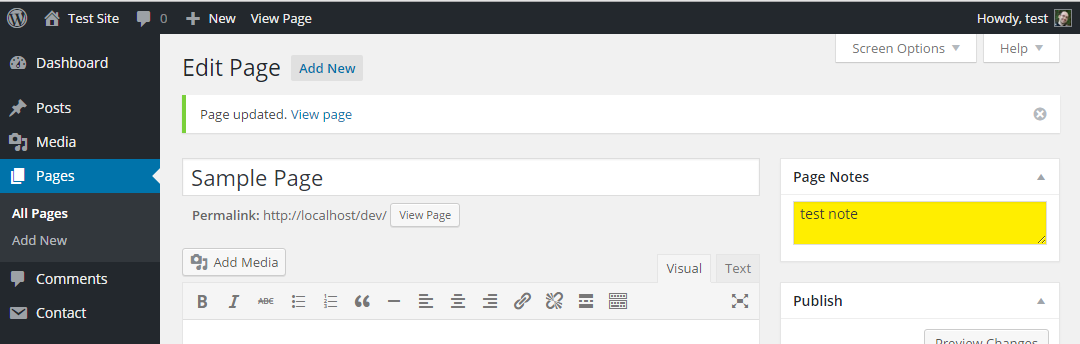 Test Site 0 New View Page Howdy, test
Screen Options Help
Dashboard
Posts
Media
Pages
All Pages
Add New
Comments
Contact
Edit Page Add New
Page updated. View page
Sample Page
Permalink: http://localhost/dev/ View Page
Add Media
Visual Text
B I ABC
Page Notes
test note
Publish
Preview Changes